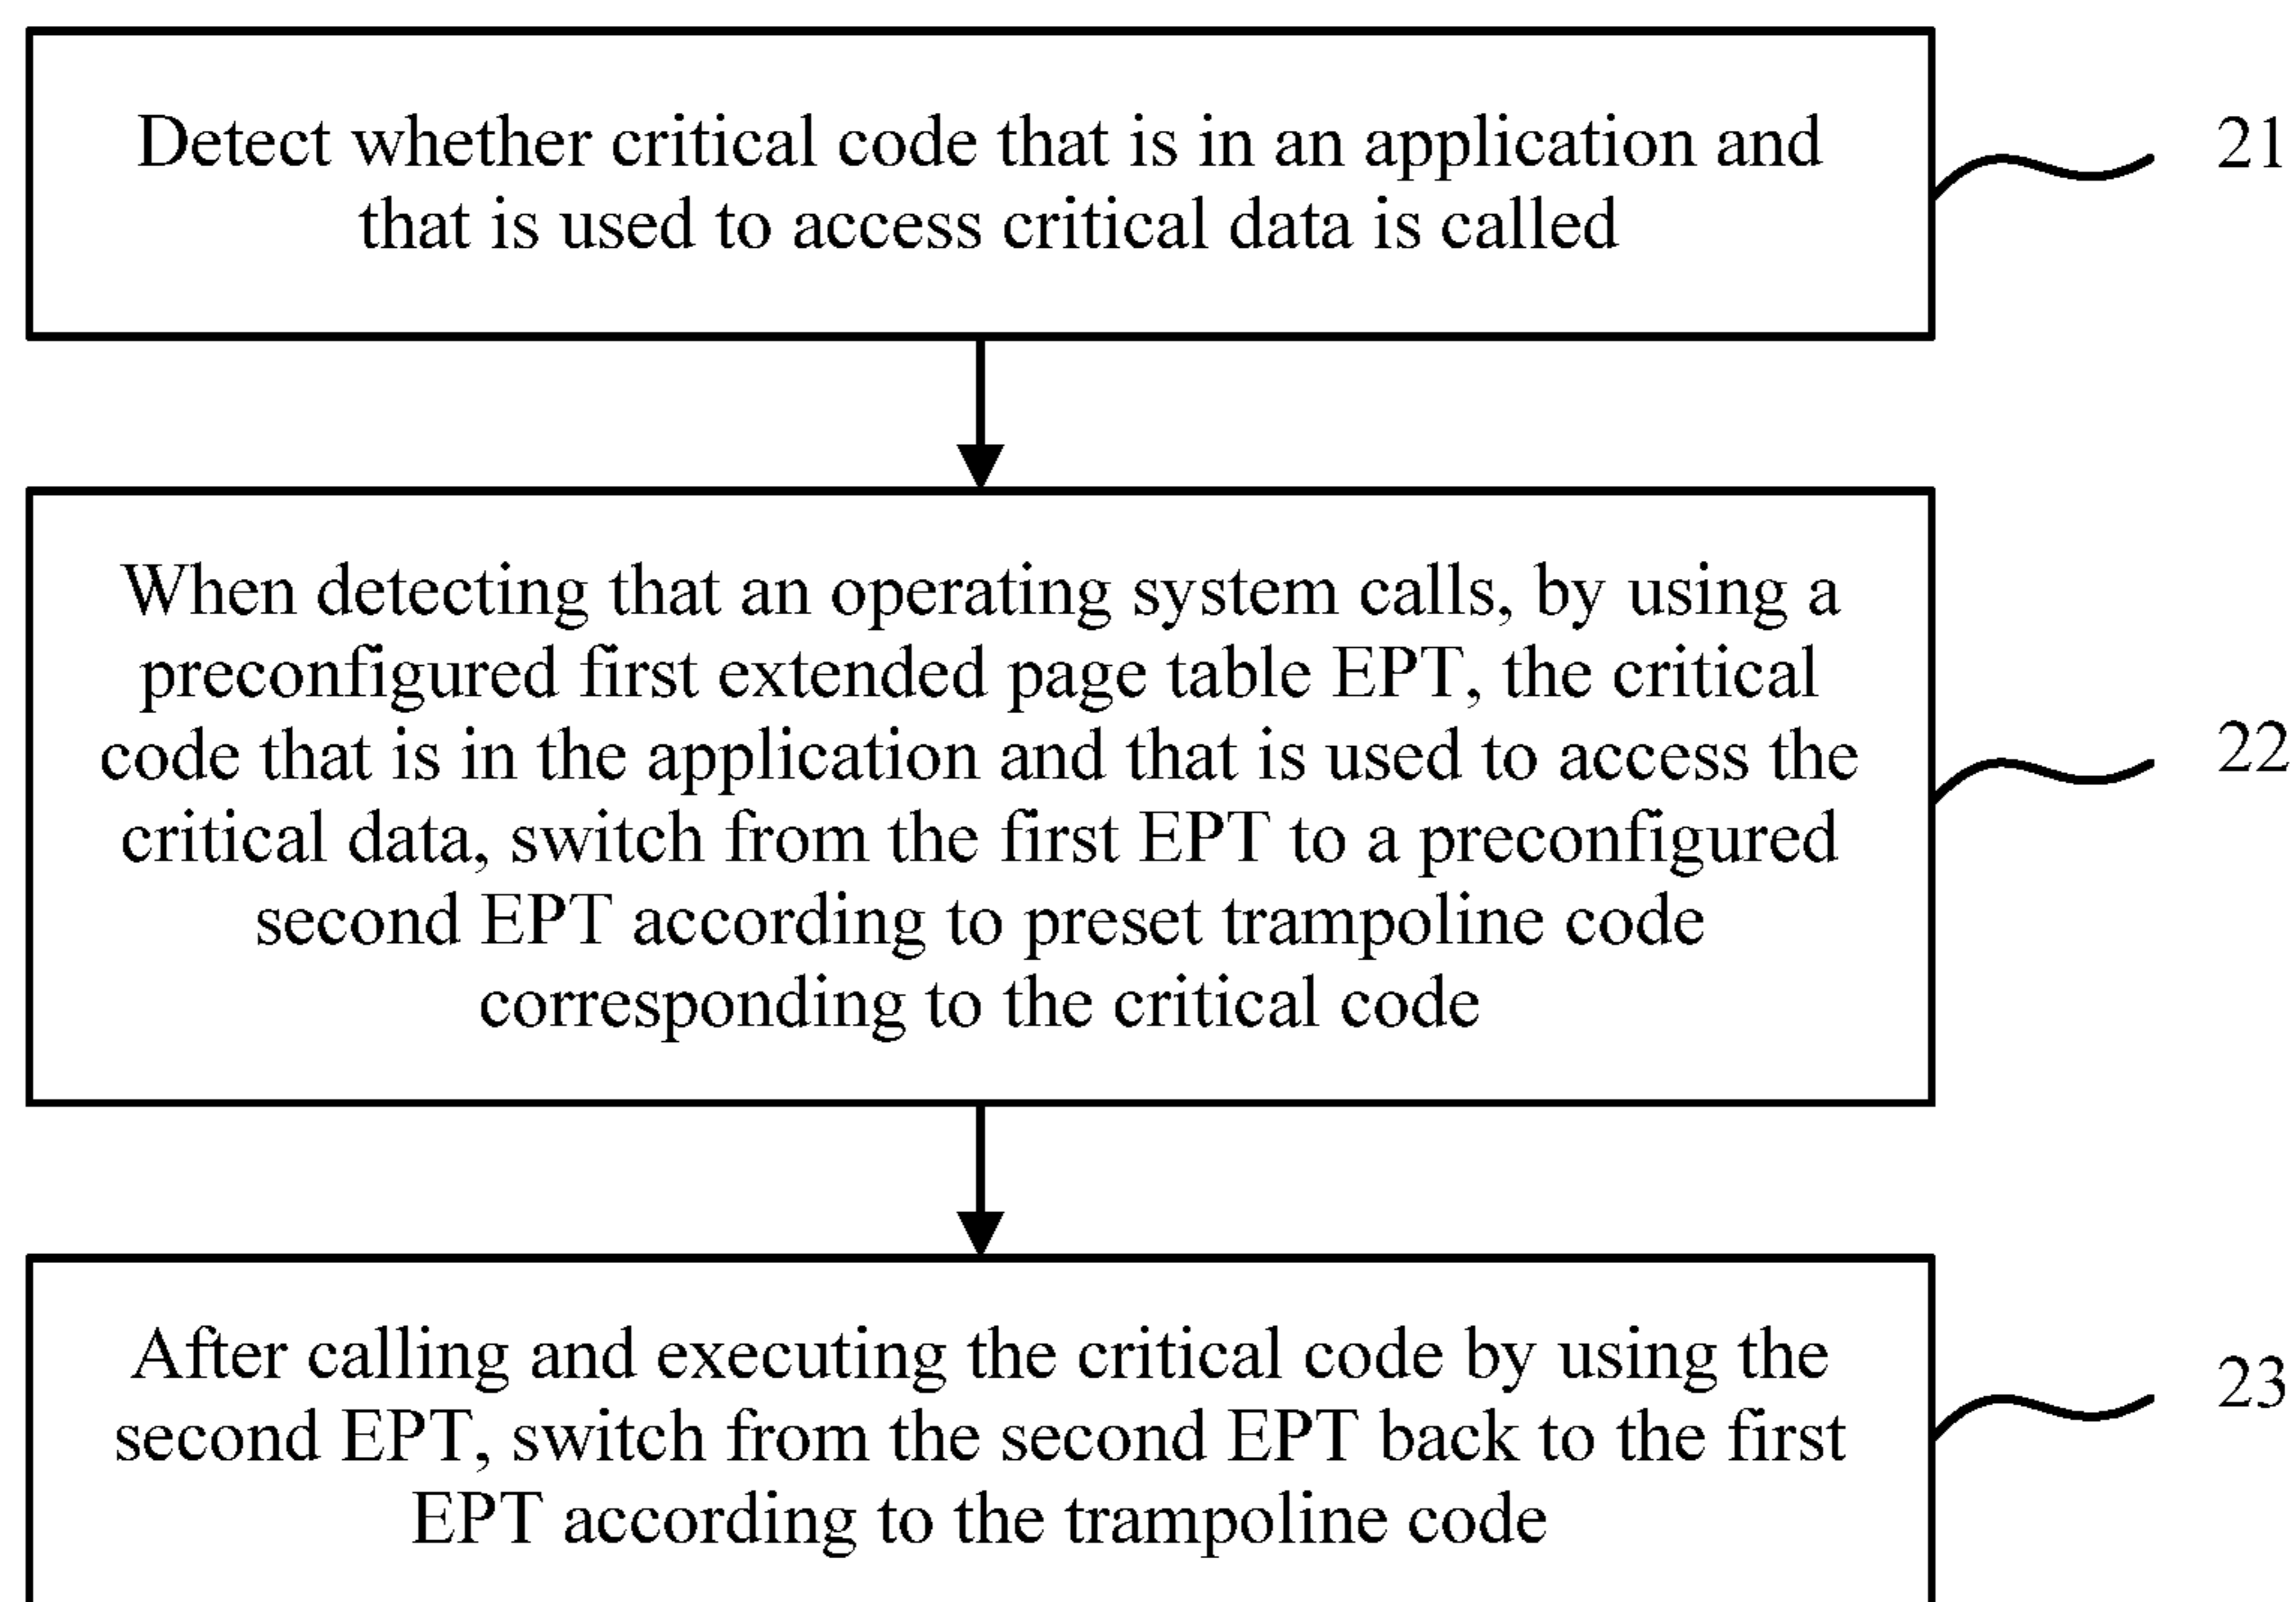 Detect whether critical code that is in an application and
that is used to access critical data is called
21
When detecting that an operating system calls, by using a
preconfigured first extended page table EPT, the critical
code that is in the application and that is used to access the
critical data, switch from the first EPT to a preconfigured
second EPT according to preset trampoline code
corresponding to the critical code
22
After calling and executing the critical code by using the
second EPT, switch from the second EPT back to the first
EPT according to the trampoline code
23